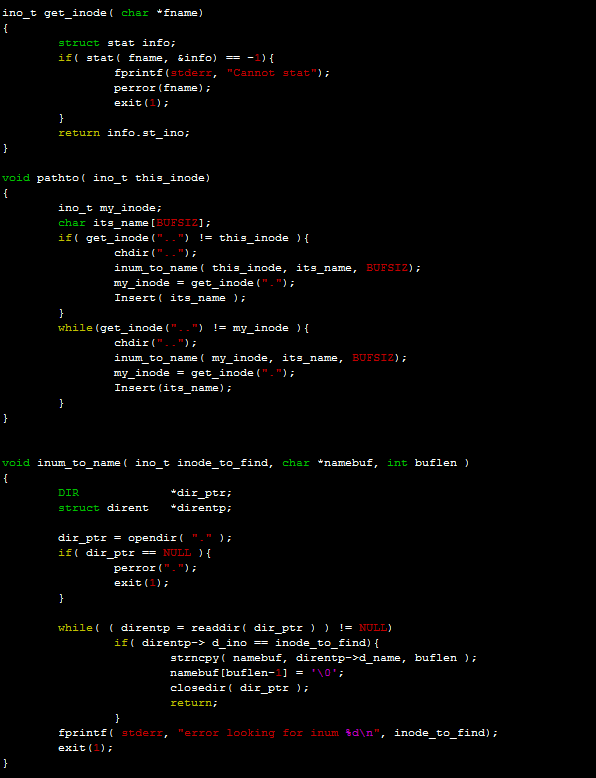 ino_t get_inode( char *fname)
{
        struct stat info;
        if( stat( fname, &info) == -1){
                fprintf(stderr, "Cannot stat");
                perror(fname);
                exit(1);
        }
        return info.st_ino;
}

void pathto( ino_t this_inode)
{
        ino_t my_inode;
        char its_name[BUFSIZ];
        if( get_inode("..") != this_inode ){
                chdir("..");
                inum_to_name( this_inode, its_name, BUFSIZ);
                my_inode = get_inode(".");
                Insert( its_name );
        }
        while(get_inode("..") != my_inode ){
                chdir("..");
                inum_to_name( my_inode, its_name, BUFSIZ);
                my_inode = get_inode(".");
                Insert(its_name);
        }
}

void inum_to_name( ino_t inode_to_find, char *namebuf, int buflen )
{
        DIR             *dir_ptr;
        struct dirent   *direntp;

        dir_ptr = opendir( "." );
        if( dir_ptr == NULL ){
                perror(".");
                exit(1);
        }

        while( ( direntp = readdir( dir_ptr ) ) != NULL)
                if( direntp-> d_ino == inode_to_find){
                        strncpy( namebuf, direntp->d_name, buflen );
                        namebuf[buflen-1] = '\0';
                        closedir( dir_ptr );
                        return;
                }
        fprintf( stderr, "error looking for inum %d\n", inode_to_find);
        exit(1);
}